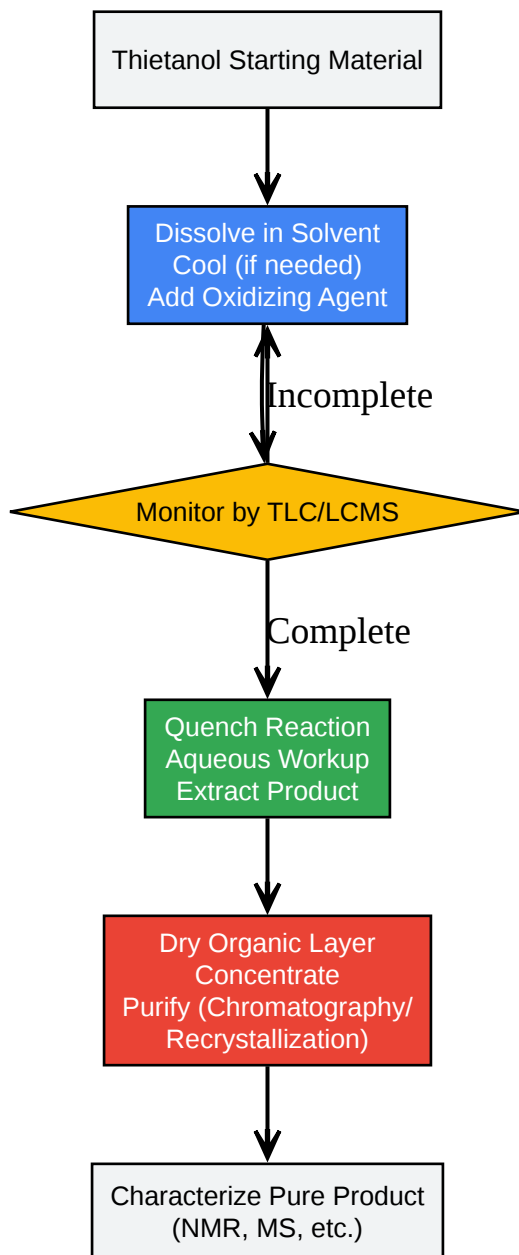 Thietanol Starting Material
Dissolve in Solvent
Cool (if needed)
Add Oxidizing Agent
Incomplete
Monitor by TLC/LCMS
Complete
Quench Reaction
Aqueous Workup
Extract Product
Dry Organic Layer
Concentrate
Purify (Chromatography/
Recrystallization)
Characterize Pure Product
(NMR, MS, etc.)